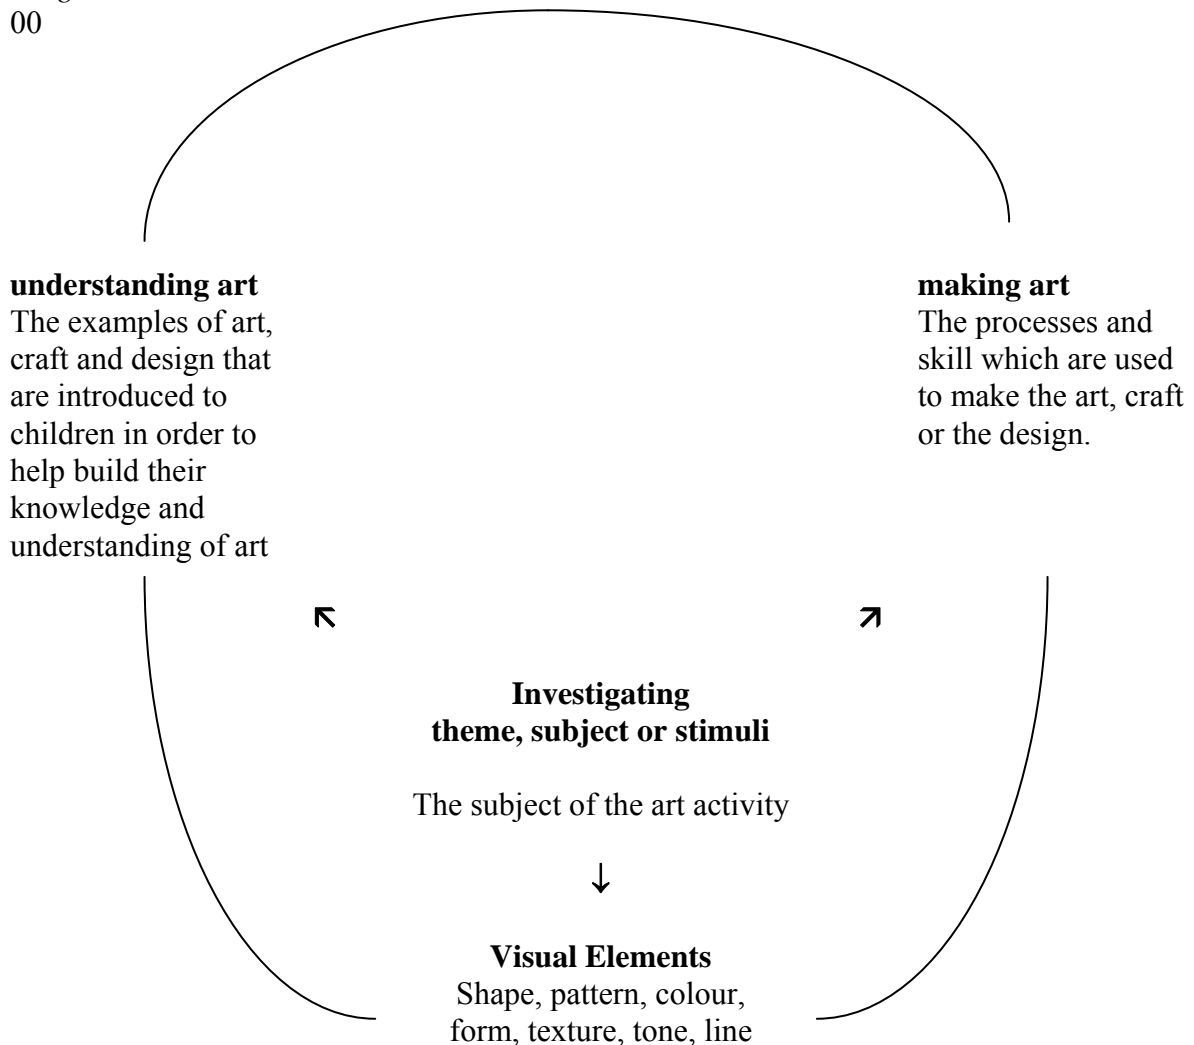 00
understanding art
The examples of art,
craft and design that
are introduced to
children in order to
help build their
knowledge and
understanding of art
making art
The processes and
skill which are used
to make the art, craft
or the design.
Investigating
theme, subject or stimuli
The subject of the art activity
Visual Elements
Shape, pattern, colour,
form, texture, tone, line